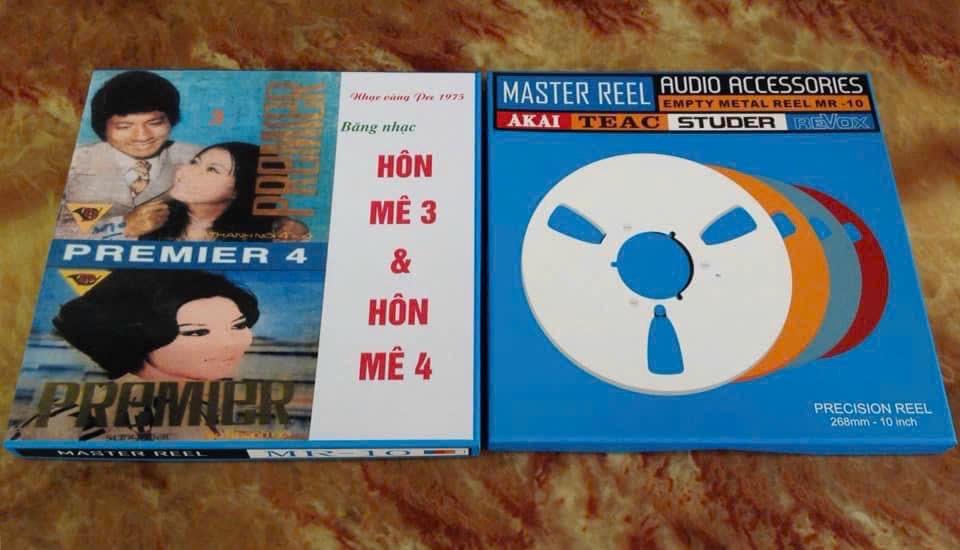 3
PREMIER
PREMIER 4
PREMIER
Nhạc vàng Pre 1975
Băng nhạc
HÔN
MÊ 3
&
HÔN
MÊ 4
MASTER REEL
MR-10
MASTER REEL
AUDIO ACCESSORIES
EMPTY METAL REEL MR -10
AKAI
TEAC
STUDER
REVOX
PRECISION REEL
268mm - 10 inch